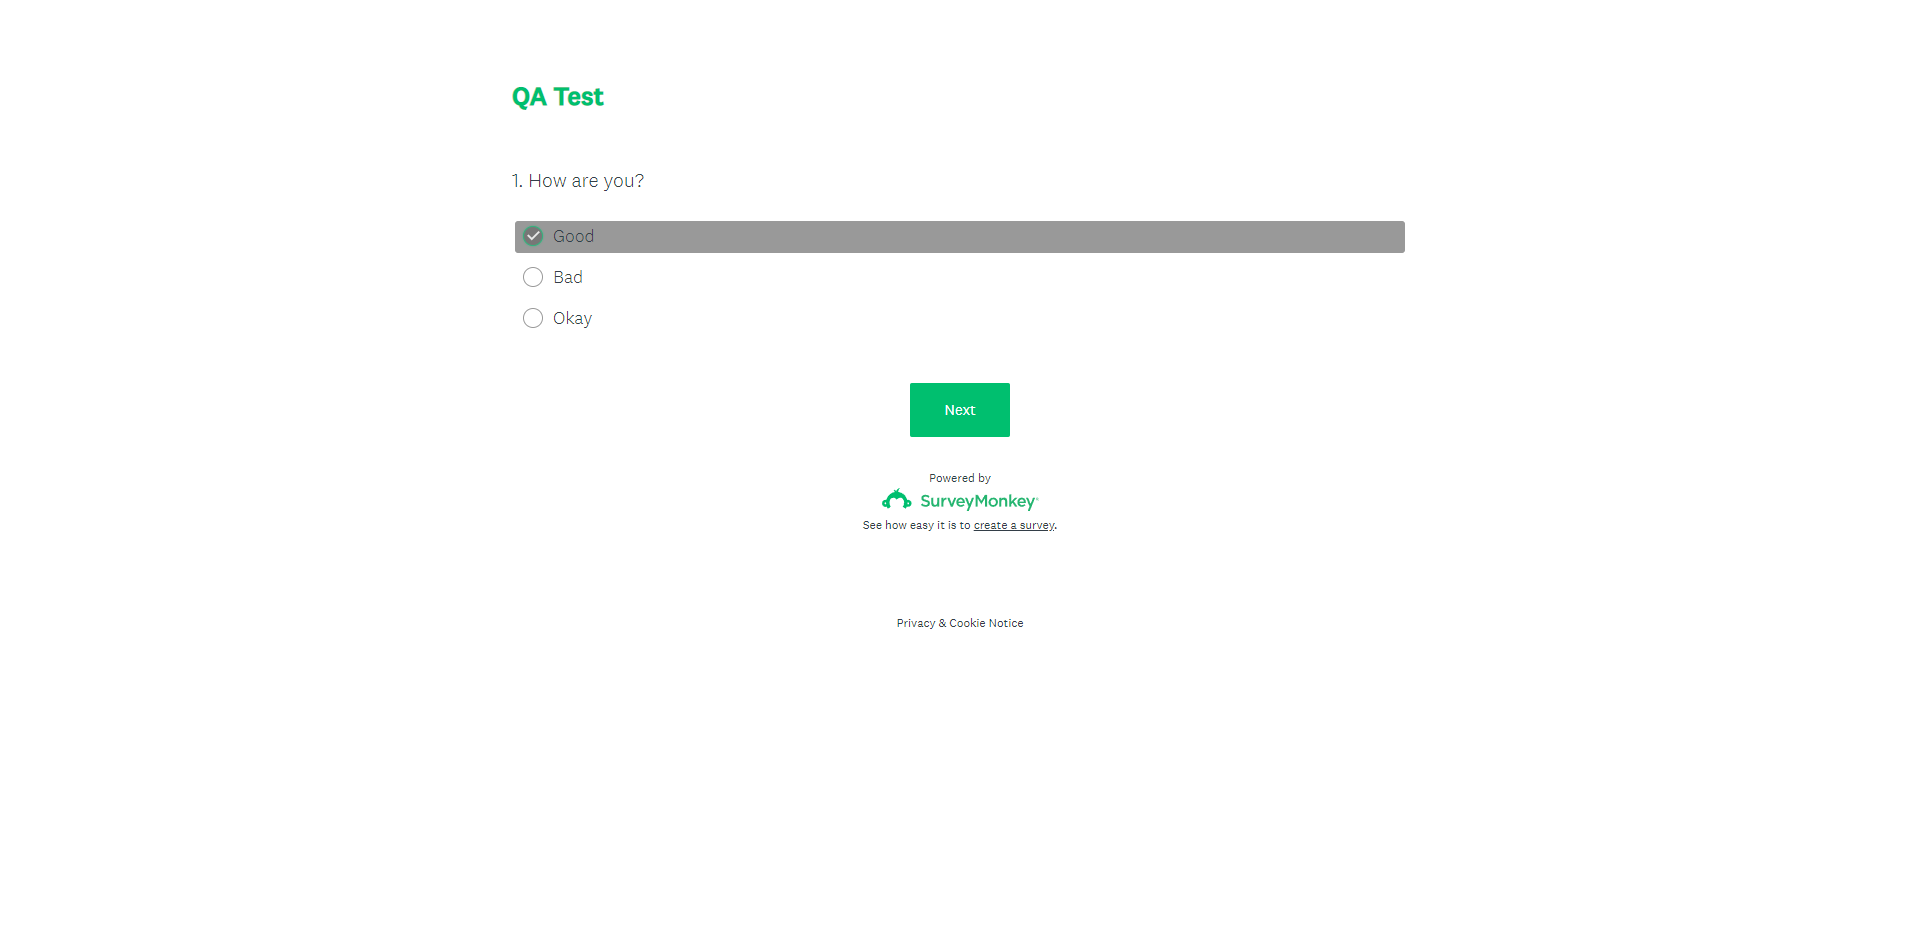 QA Test
1. How are you?
Good
Bad
Okay
Next
Powered by
SurveyMonkey®
See how easy it is to create a survey.
Privacy & Cookie Notice